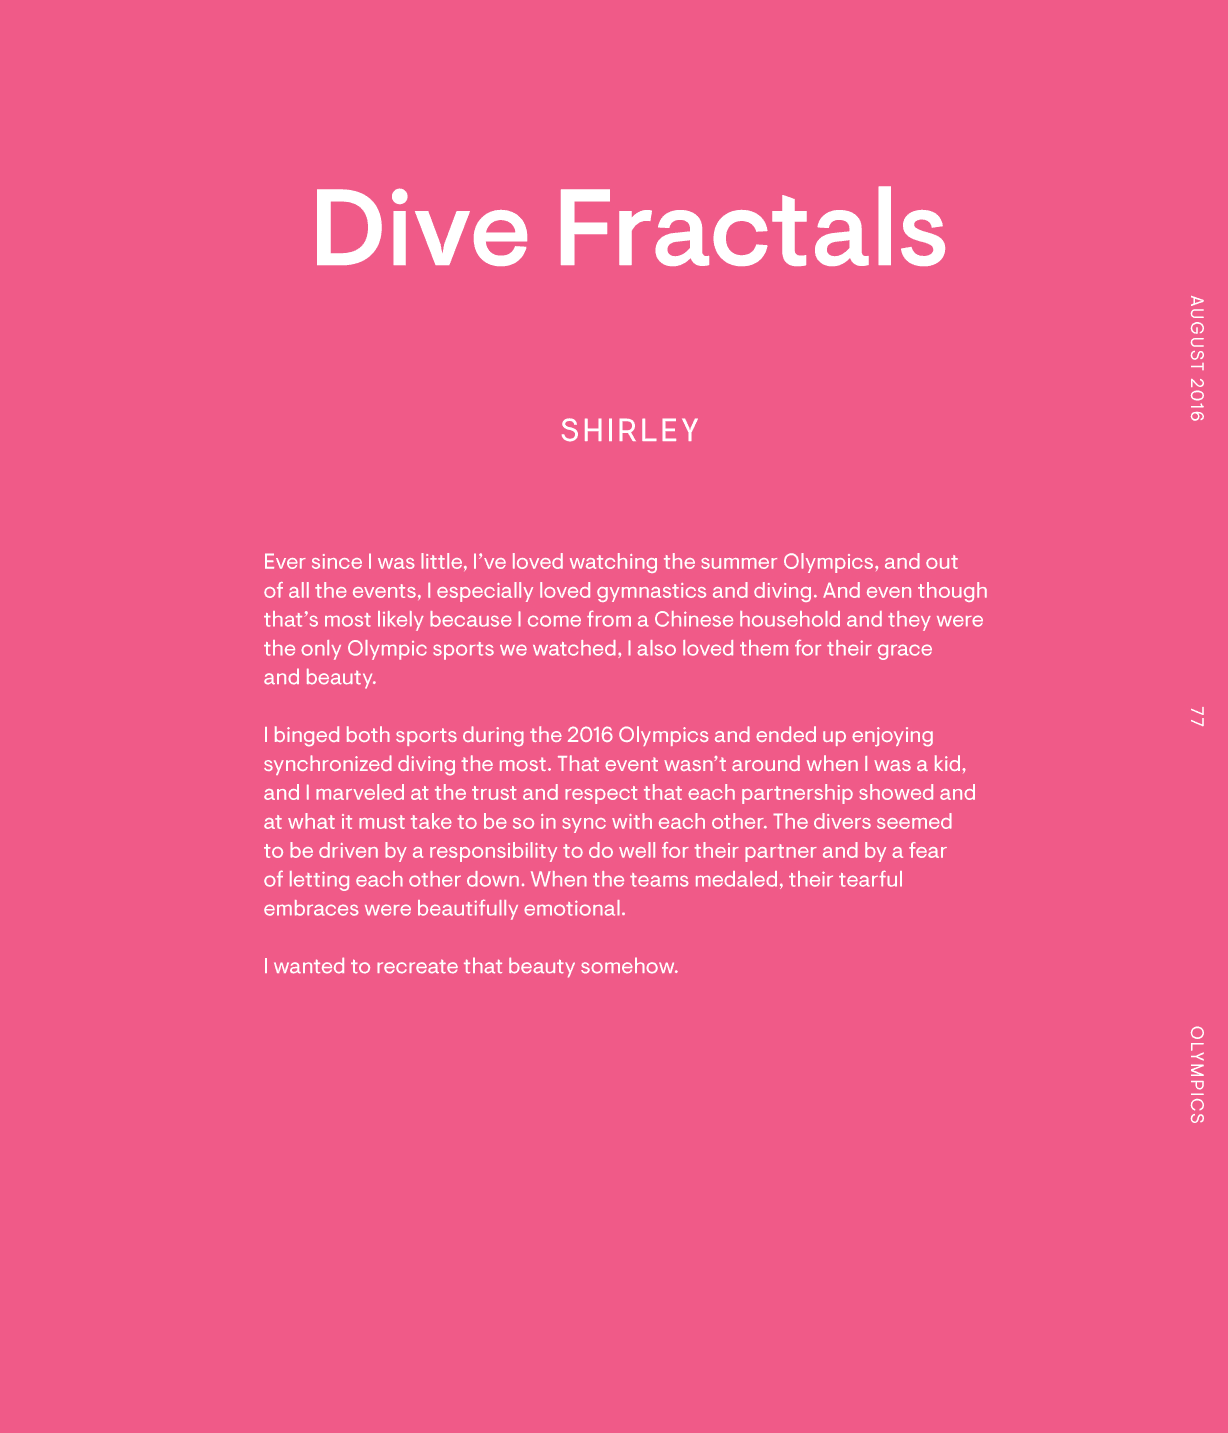 Dive Fractals
SHIRLEY
Ever since I was little, I’ve loved watching the summer Olympics, and out
of all the events, I especially loved gymnastics and diving. And even though
that’s most likely because I come from a Chinese household and they were
the only Olympic sports we watched, I also loved them for their grace
and beauty.
I binged both sports during the 2016 Olympics and ended up enjoying
synchronized diving the most. That event wasn’t around when I was a kid,
and I marveled at the trust and respect that each partnership showed and
at what it must take to be so in sync with each other. The divers seemed
to be driven by a responsibility to do well for their partner and by a fear
of letting each other down. When the teams medaled, their tearful
embraces were beautifully emotional.
I wanted to recreate that beauty somehow.
AUGUST 2016
77
OLYMPICS